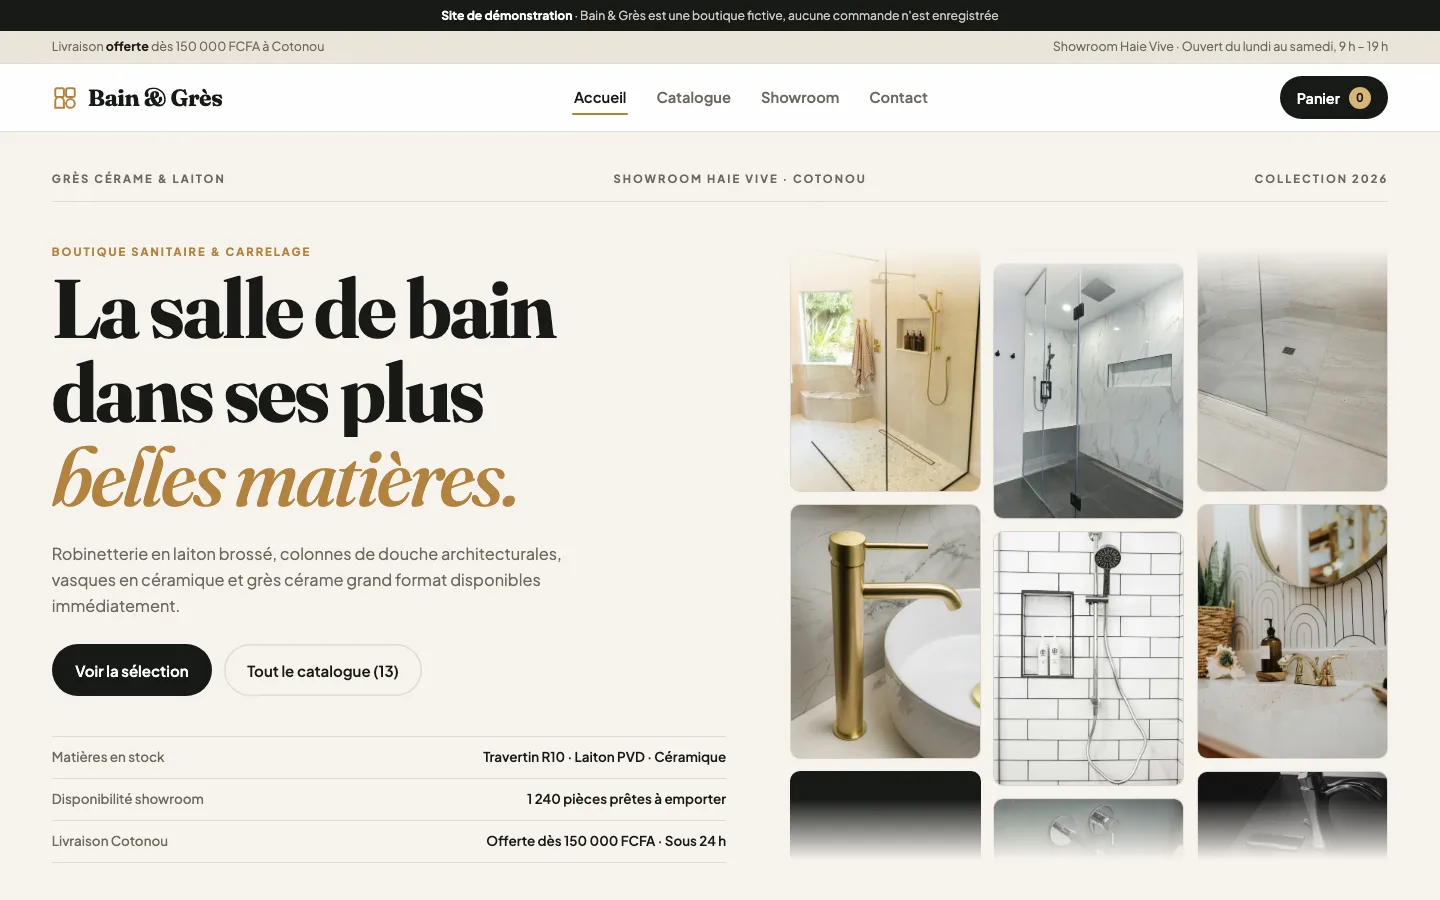 Site de démonstration · Bain & Grès est une boutique fictive, aucune commande n'est enregistrée
Livraison offerte dès 150 000 FCFA à Cotonou
Showroom Haie Vive · Ouvert du lundi au samedi, 9 h – 19 h
Bain & Grès
Accueil
Catalogue
Showroom
Contact
Panier 0
GRÈS CÉRAME & LAITON
SHOWROOM HAIE VIVE · COTONOU
COLLECTION 2026
BOUTIQUE SANITAIRE & CARRELAGE
La salle de bain
dans ses plus
belles matières.
Robinetterie en laiton brossé, colonnes de douche architecturales,
vasques en céramique et grès cérame grand format disponibles
immédiatement.
Voir la sélection
Tout le catalogue (13)
Matières en stock
Travertin R10 · Laiton PVD · Céramique
Disponibilité showroom
1 240 pièces prêtes à emporter
Livraison Cotonou
Offerte dès 150 000 FCFA · Sous 24 h